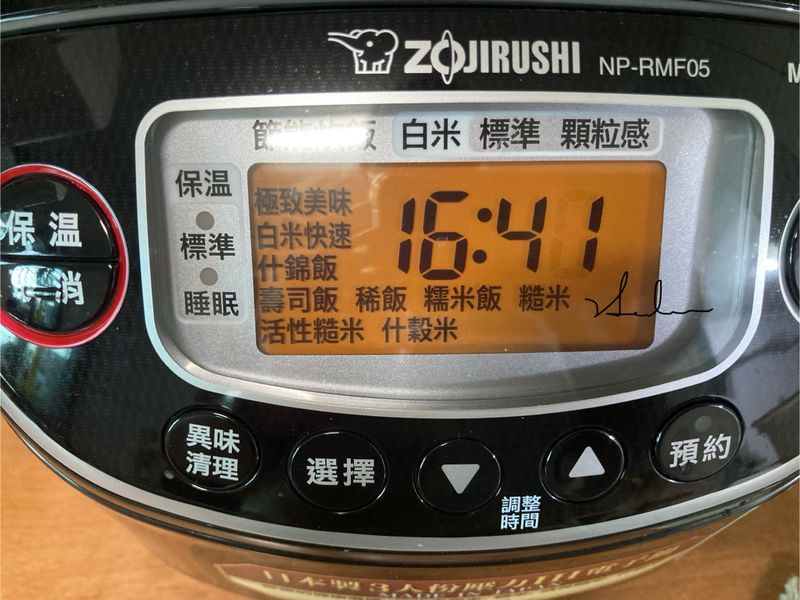 ZOJIRUSHI NP-RMF05
白米 標準 顆粒感
保温
標準
睡眠
極致美味
白米快速
什錦飯
壽司飯 稀飯 糯米飯 糙米
活性糙米 什穀米
16:41
保温
異味
清理
選擇
調整
時間
預約
MADE IN JAPAN